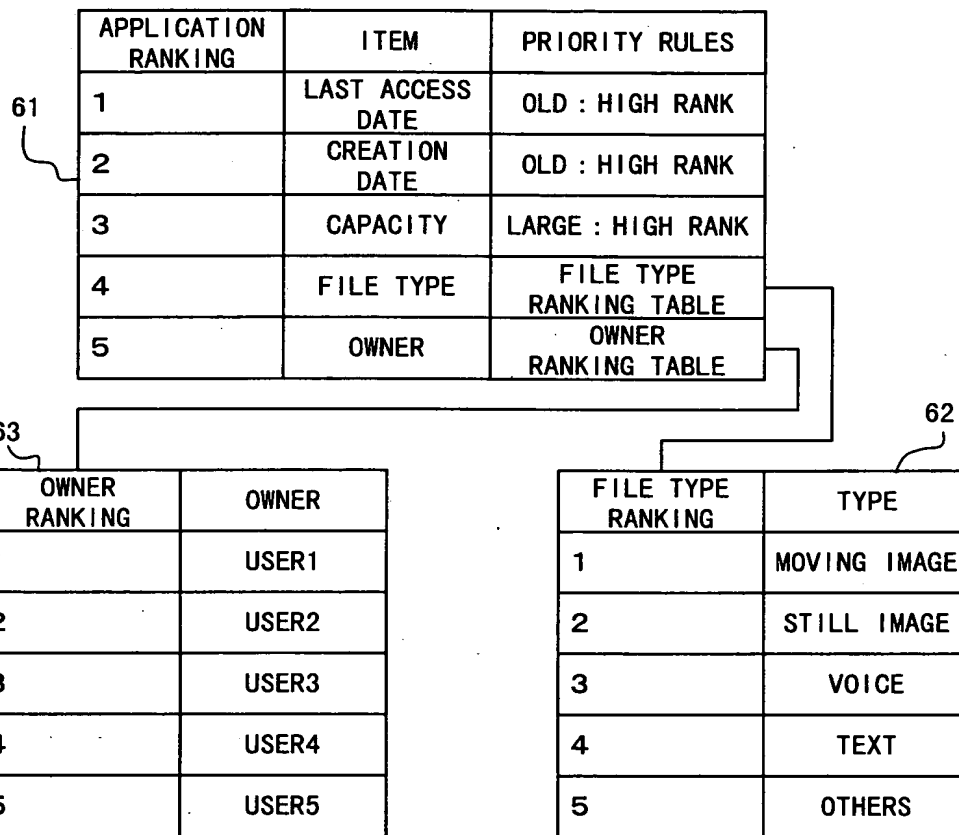 APPLICATION RANKING ITEM PRIORITY RULES
61
1 LAST ACCESS DATE OLD : HIGH RANK
2 CREATION DATE OLD : HIGH RANK
3 CAPACITY LARGE : HIGH RANK
4 FILE TYPE FILE TYPE RANKING TABLE
5 OWNER OWNER RANKING TABLE
63
OWNER RANKING OWNER
USER1
2 USER2
3 USER3
4 USER4
5 USER5
62
FILE TYPE RANKING TYPE
1 MOVING IMAGE
2 STILL IMAGE
3 VOICE
4 TEXT
5 OTHERS